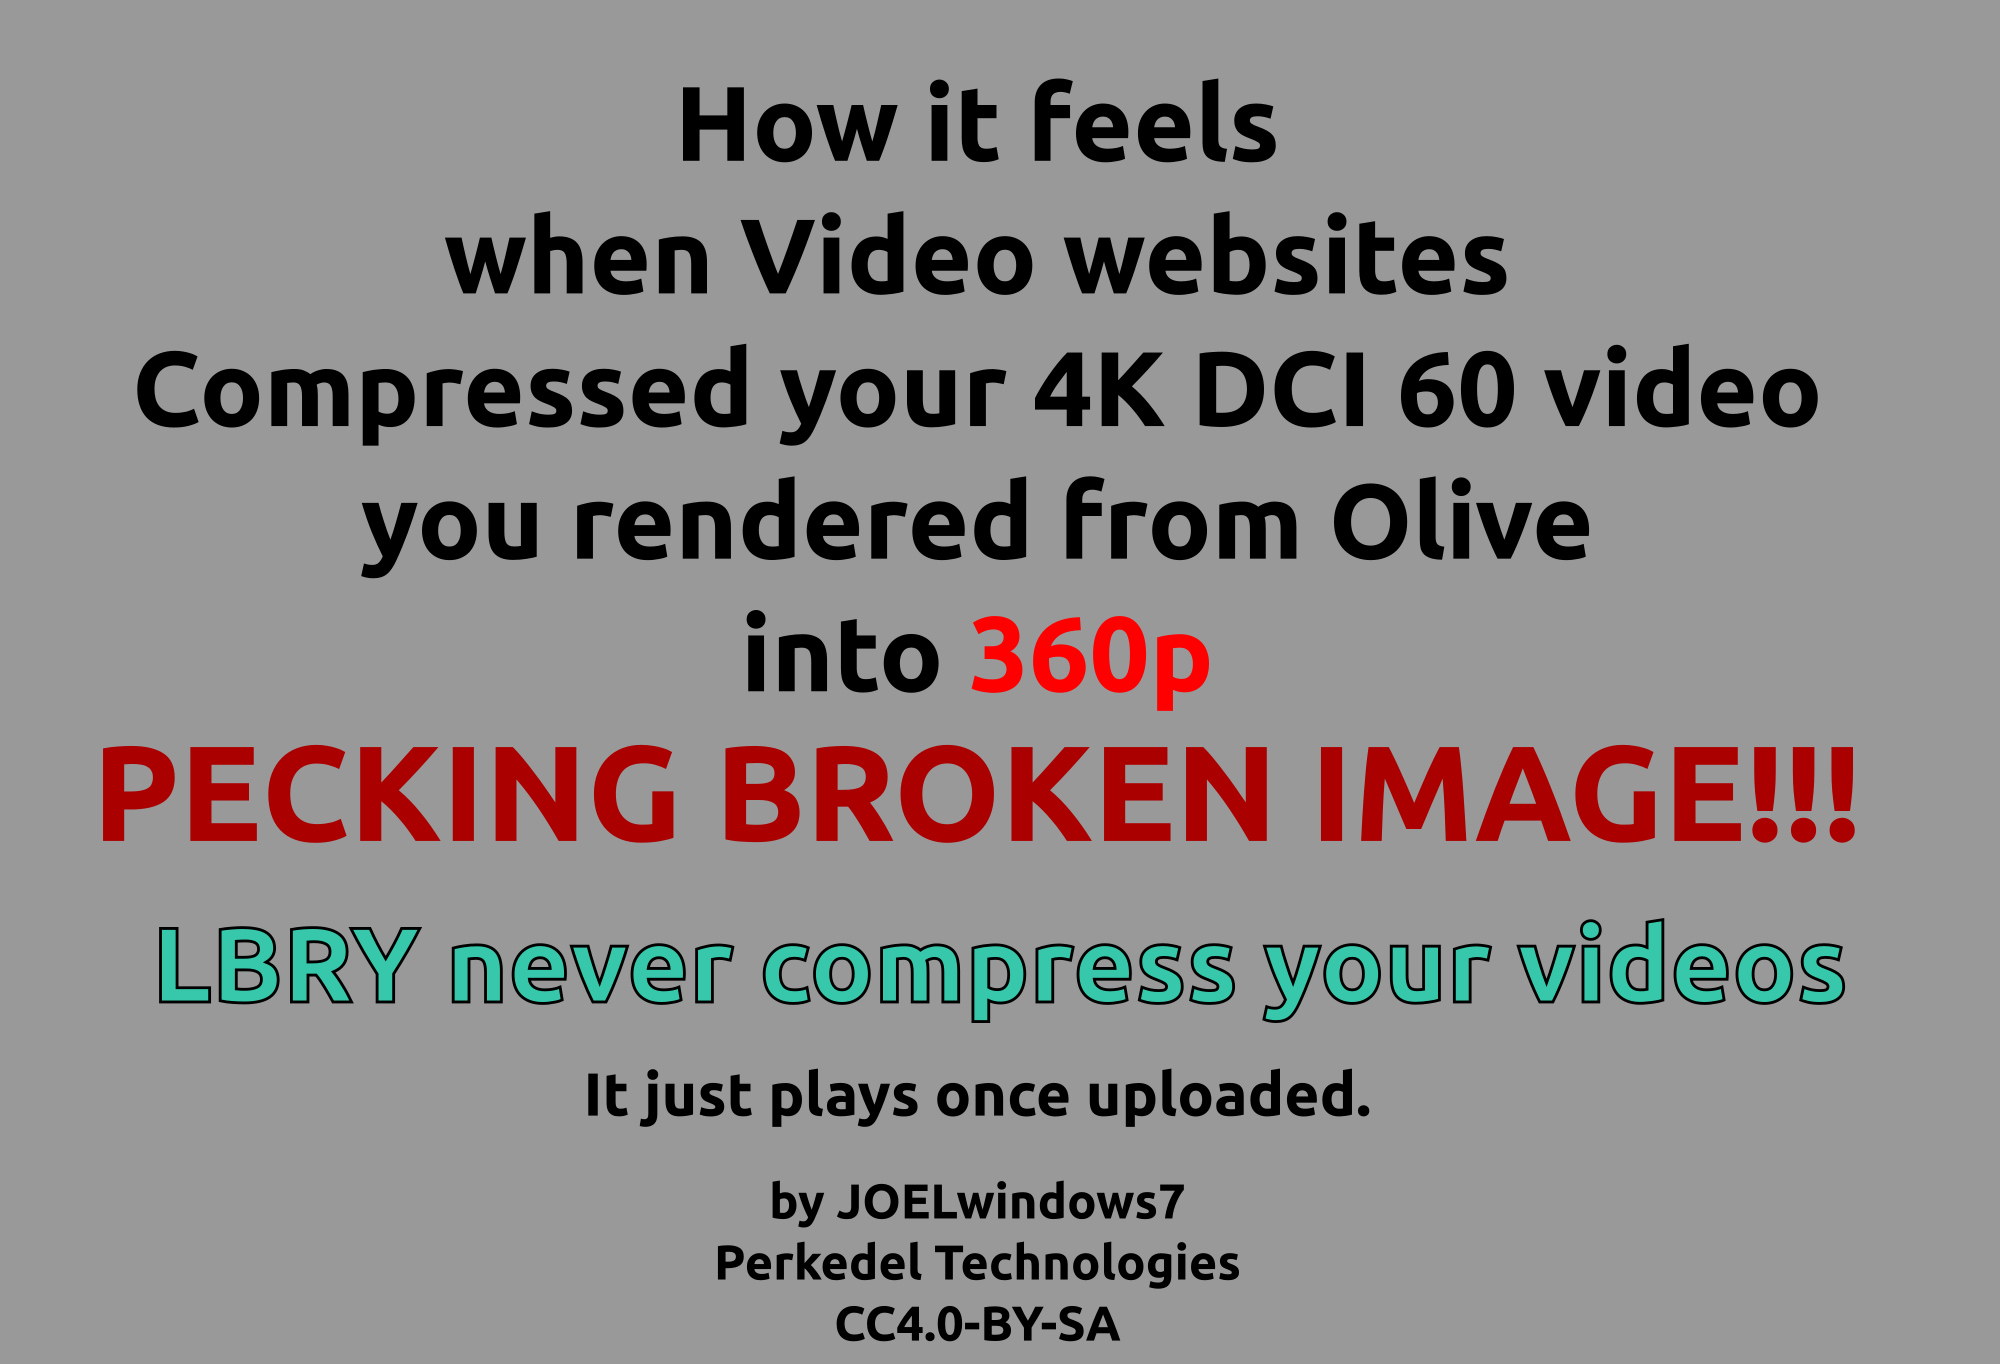 How it feels
when Video websites
Compressed your 4K DCI 60 video
you rendered from Olive
into 360p
PECKING BROKEN IMAGE!!!
LBRY never compress your videos
It just plays once uploaded.
by JOELwindows7
Perkedel Technologies
CC4.0-BY-SA